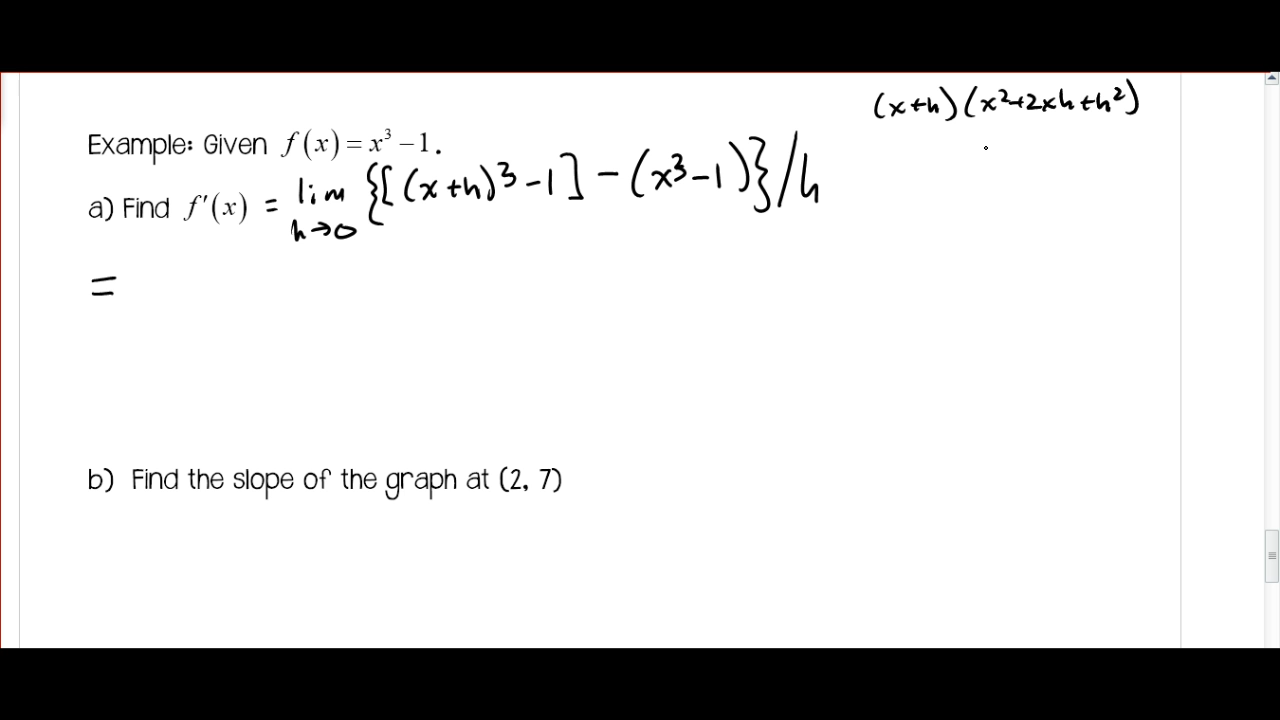 (x+h)(x²+2xh+h²)
Example: Given f(x) = x³ − 1.
a) Find f′(x) = lim {[(x+h)³ −1] − (x³−1)}/h
h→0
=
b) Find the slope of the graph at (2, 7)